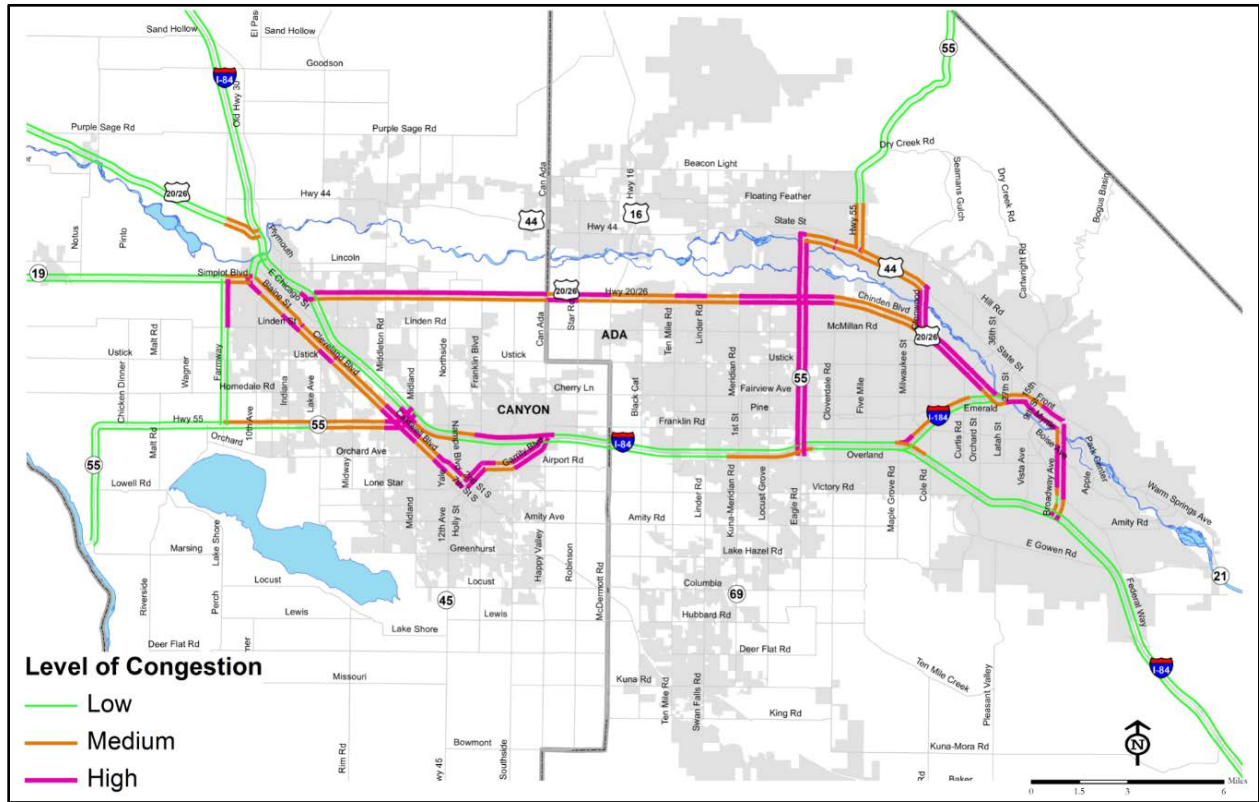 Sand Hollow
El Pas
Sand Hollow
55
Goodson
I-84
Old Hwy 30
Purple Sage Rd
Purple Sage Rd
Can Ada
Hwy 16
Beacon Light
Dry Creek Rd
Seamans Gulch
Dry Creek Rd
Bogus Basin
20/26
Hwy 44
Floating Feather
Hwy 55
44
16
State St
Hwy 44
Notus
Pinto
Plymouth
Lincoln
44
Cartwright Rd
19
Simplot Blvd
E Chicago St
Blaine St
20/26
Hwy 20/26
Chinden Blvd
Glenwood
Hill Rd
Star Rd
Can Ada
ADA
Ten Mile Rd
Linder Rd
McMillan Rd
20/26
36th St
State St
Malt Rd
Linden St
Linden Rd
Middleton Rd
Cleveland Blvd
Ustick
Wagner
Farmway
Ustick
Northside
Franklin Blvd
Ustick
Meridian Rd
Ustick
Milwaukee St
Chicken Dinner
Homedale Rd
Indiana
Lake Ave
Midland
Cherry Ln
Black Cat
Fairview Ave
55
Cloverdale Rd
Five Mile
27th St
15th
Front
Hwy 55
10th Ave
55
CANYON
Franklin Rd
1st St
Pine
I-184
Emerald
Orchard
Malt Rd
Nampa Blvd
Garrity Blvd
I-84
Curtis Rd
Orchard St
Latah St
Vista Ave
Broadway Ave
Apple
Park Center
55
Lowell Rd
Midway
Orchard Ave
Lone Star
Yale
Airport Rd
Overland
Warm Springs Ave
Linder Rd
Kuna-Meridian Rd
Locust Grove
Eagle Rd
Victory Rd
Maple Grove Rd
Cole Rd
Midland
12th Ave
Holly St
Amity Ave
Amity Rd
Amity Rd
Marsing
Lake Shore
Greenhurst
Happy Valley
Robinson
McDermott Rd
Lake Hazel Rd
E Gowen Rd
21
Riverside
Perch
Locust
45
Locust
Columbia
69
Federal Way
Lewis
Lewis
Hubbard Rd
Lake Shore
Deer Flat Rd
Deer Flat Rd
Ten Mile Creek
Pleasant Valley
I-84
Level of Congestion
Missouri
Kuna Rd
Ten Mile Rd
Swan Falls Rd
King Rd
Low
Medium
Rim Rd
Bowmont
Southside
Kuna-Mora Rd
N
High
wy 45
Rd
Baker
Miles
0 1.5 3 6